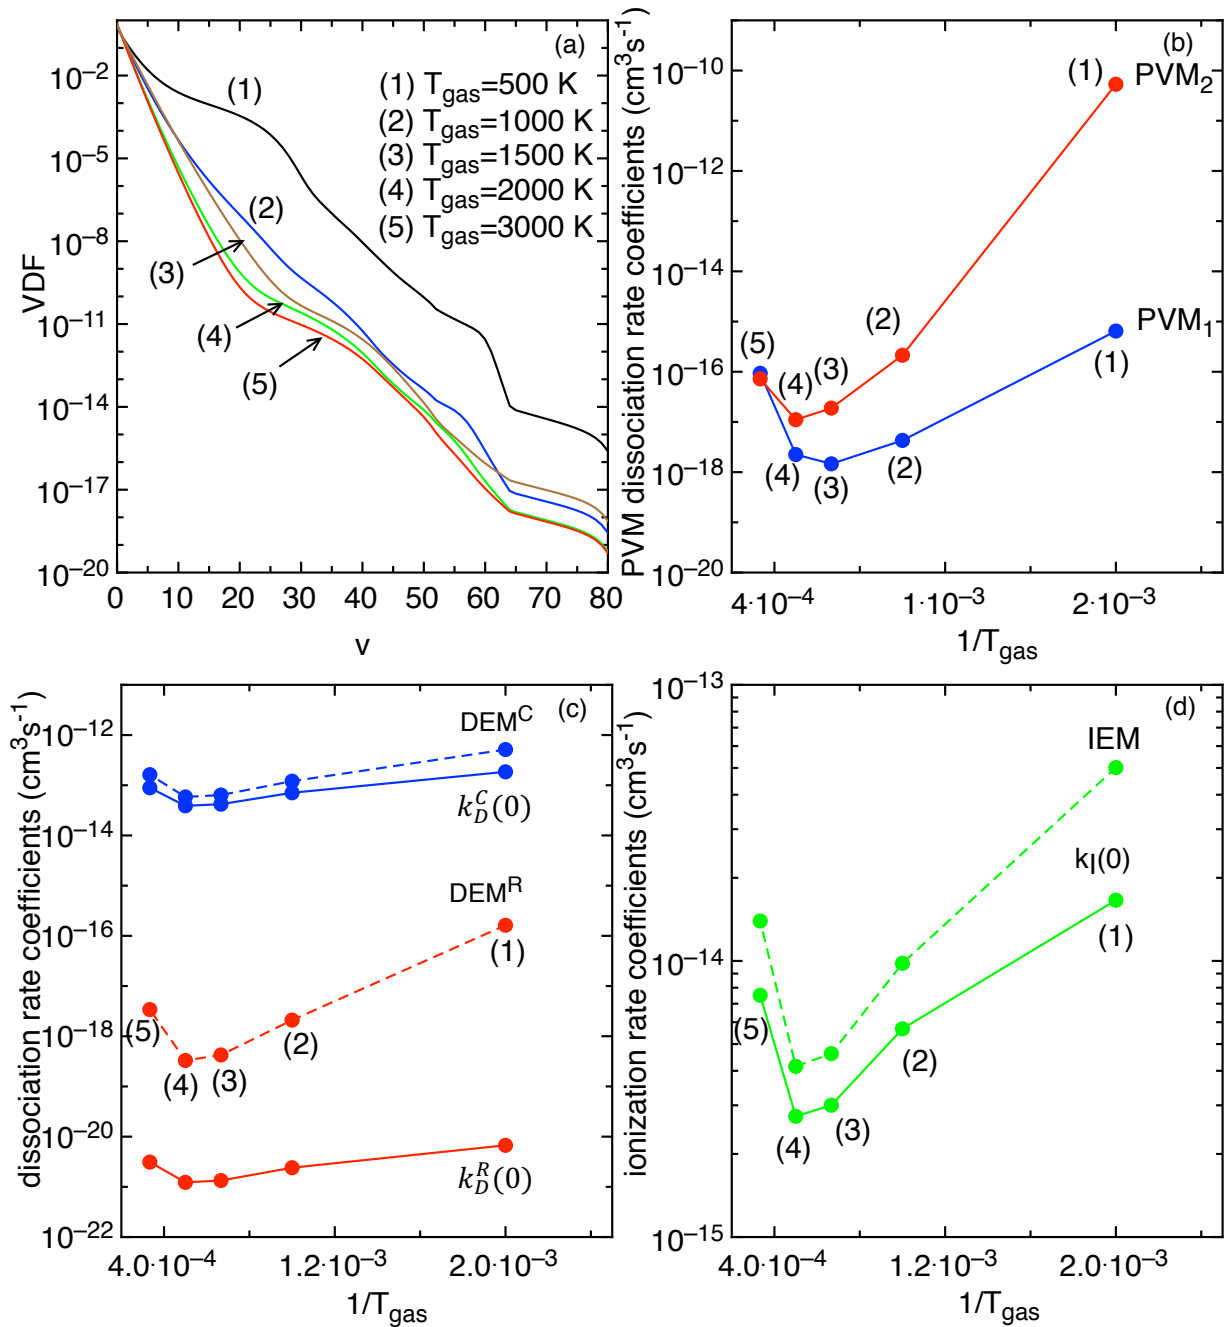 (a)
(1)
(1) Tgas=500 K
(2) Tgas=1000 K
(3) Tgas=1500 K
(4) Tgas=2000 K
(5) Tgas=3000 K
(2)
(3)
(4)
(5)
VDF
10⁻²
10⁻⁵
10⁻⁸
10⁻¹¹
10⁻¹⁴
10⁻¹⁷
10⁻²⁰
0 10 20 30 40 50 60 70 80
v
(b)
PVM dissociation rate coefficients (cm³s⁻¹)
10⁻¹⁰
10⁻¹²
10⁻¹⁴
10⁻¹⁶
10⁻¹⁸
10⁻²⁰
(1) PVM₂
PVM₁
(1)
(2)
(5)
(4) (3)
(2)
(4) (3)
4·10⁻⁴ 1·10⁻³ 2·10⁻³
1/Tgas
(c)
dissociation rate coefficients (cm³s⁻¹)
10⁻¹²
10⁻¹⁴
10⁻¹⁶
10⁻¹⁸
10⁻²⁰
10⁻²²
DEMᶜ
k_D^C(0)
DEMᴿ
(1)
(2)
(5)
(4) (3)
k_D^R(0)
4.0·10⁻⁴ 1.2·10⁻³ 2.0·10⁻³
1/Tgas
(d)
ionization rate coefficients (cm³s⁻¹)
10⁻¹³
10⁻¹⁴
10⁻¹⁵
IEM
kI(0)
(1)
(2)
(5)
(3)
(4)
4.0·10⁻⁴ 1.2·10⁻³ 2.0·10⁻³
1/Tgas